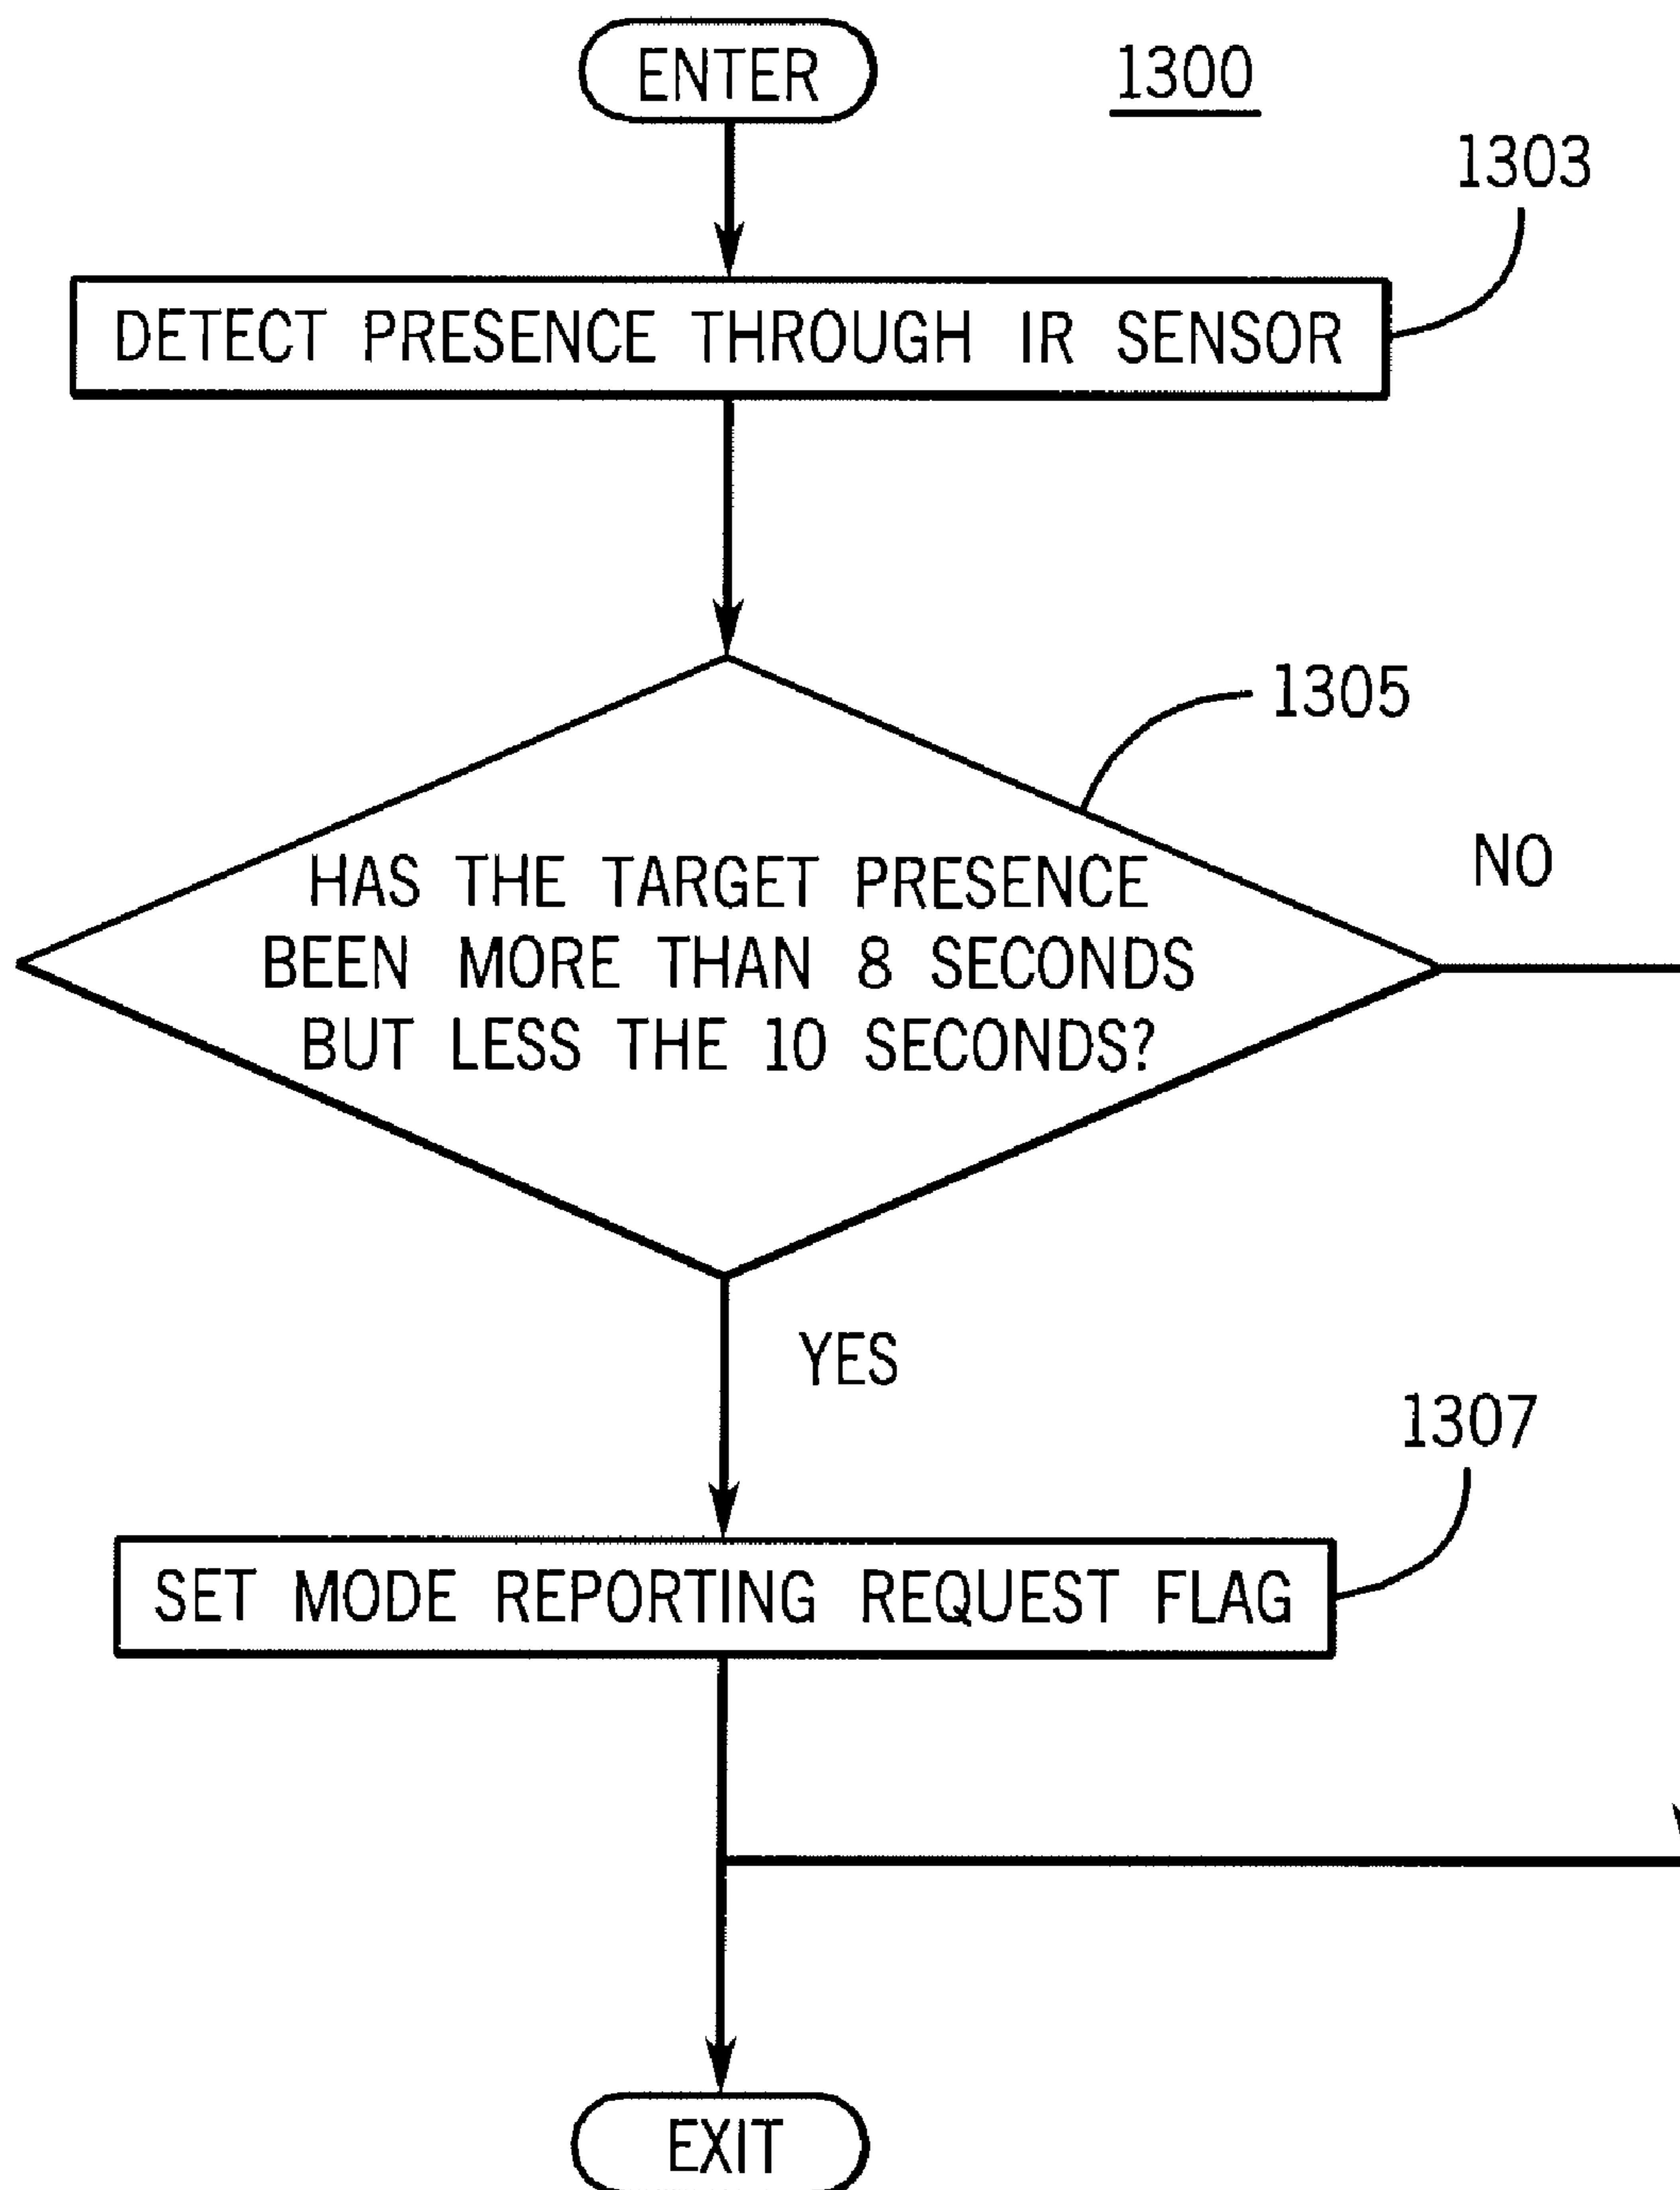 ENTER
1300
1303
DETECT PRESENCE THROUGH IR SENSOR
1305
HAS THE TARGET PRESENCE
BEEN MORE THAN 8 SECONDS
BUT LESS THE 10 SECONDS?
NO
YES
1307
SET MODE REPORTING REQUEST FLAG
EXIT